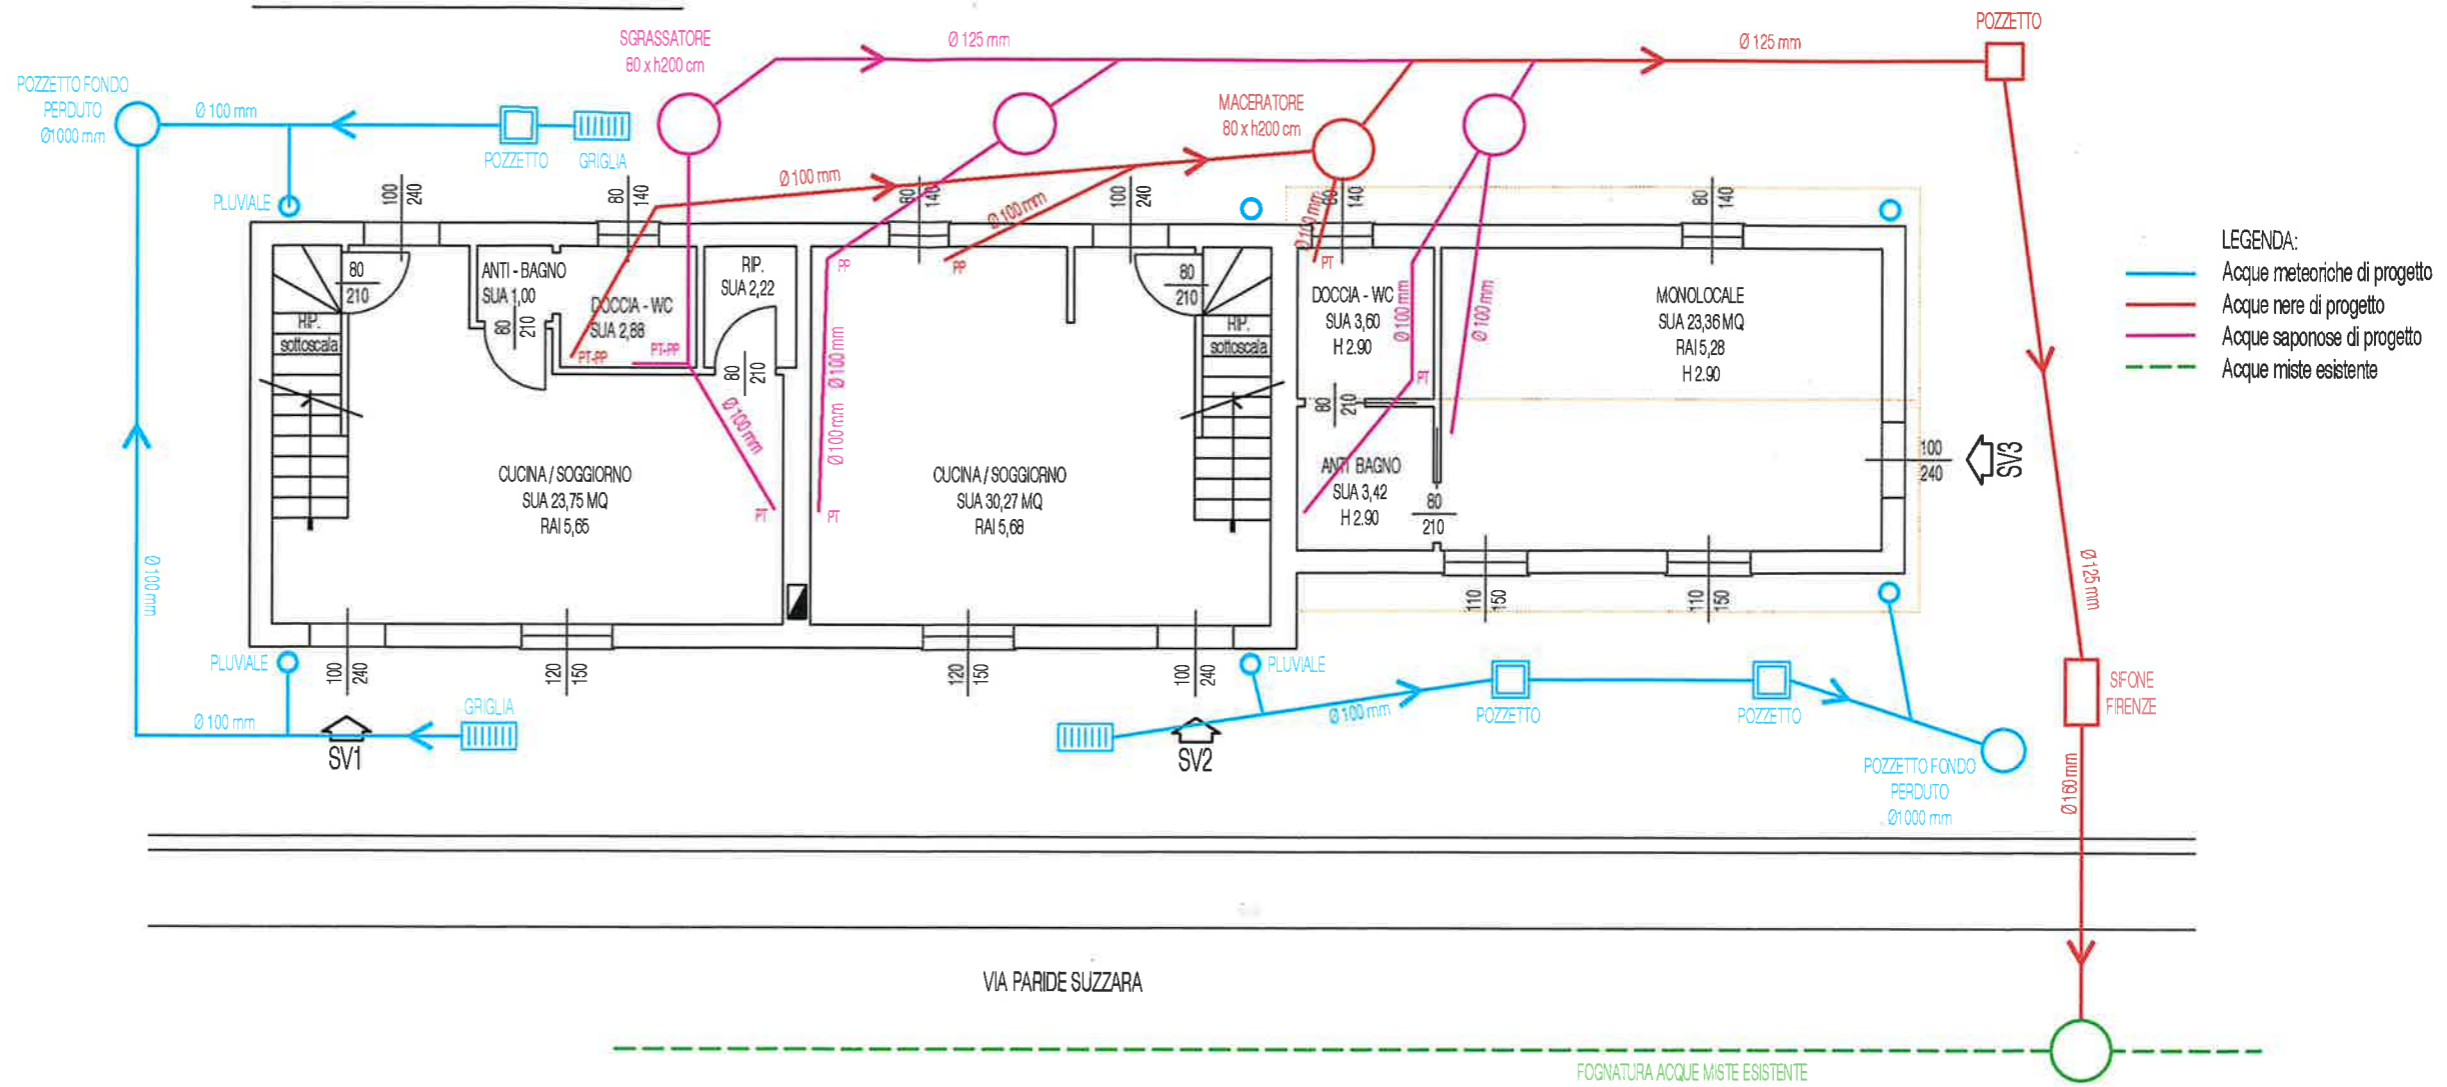 SGRASSATORE
80 x h200 cm
Ø 125 mm
Ø 125 mm
POZZETTO
POZZETTO FONDO
PERDUTO
Ø1000 mm
Ø 100 mm
POZZETTO
GRIGLIA
MACERATORE
80 x h200 cm
PLUVIALE
100
240
80
140
Ø 100 mm
80
140
Ø 100 mm
100
240
Ø 100 mm
80
140
80
140
LEGENDA:
Acque meteoriche di progetto
Acque nere di progetto
Acque saponose di progetto
Acque miste esistente
80
210
RIP.
sottoscala
ANTI - BAGNO
SUA 1,00
80
210
DOCCIA - WC
SUA 2,88
PT-PP
PT-PP
RIP.
SUA 2,22
80
210
Ø 100 mm
PT
CUCINA / SOGGIORNO
SUA 23,75 MQ
RAI 5,65
PP
Ø 100 mm
Ø 100 mm
PT
PP
CUCINA / SOGGIORNO
SUA 30,27 MQ
RAI 5,68
80
210
RIP.
sottoscala
PT
DOCCIA - WC
SUA 3,60
H 2.90
Ø 100 mm
PT
Ø 100 mm
80
210
ANTI BAGNO
SUA 3,42
H 2.90
80
210
MONOLOCALE
SUA 23,36 MQ
RAI 5,28
H 2.90
100
240
SV3
Ø 100 mm
Ø125 mm
110
150
110
150
PLUVIALE
100
240
120
150
120
150
100
240
PLUVIALE
Ø 100 mm
GRIGLIA
SV1
SV2
Ø 100 mm
POZZETTO
POZZETTO
SIFONE
FIRENZE
POZZETTO FONDO
PERDUTO
Ø1000 mm
Ø160 mm
VIA PARIDE SUZZARA
FOGNATURA ACQUE MISTE ESISTENTE